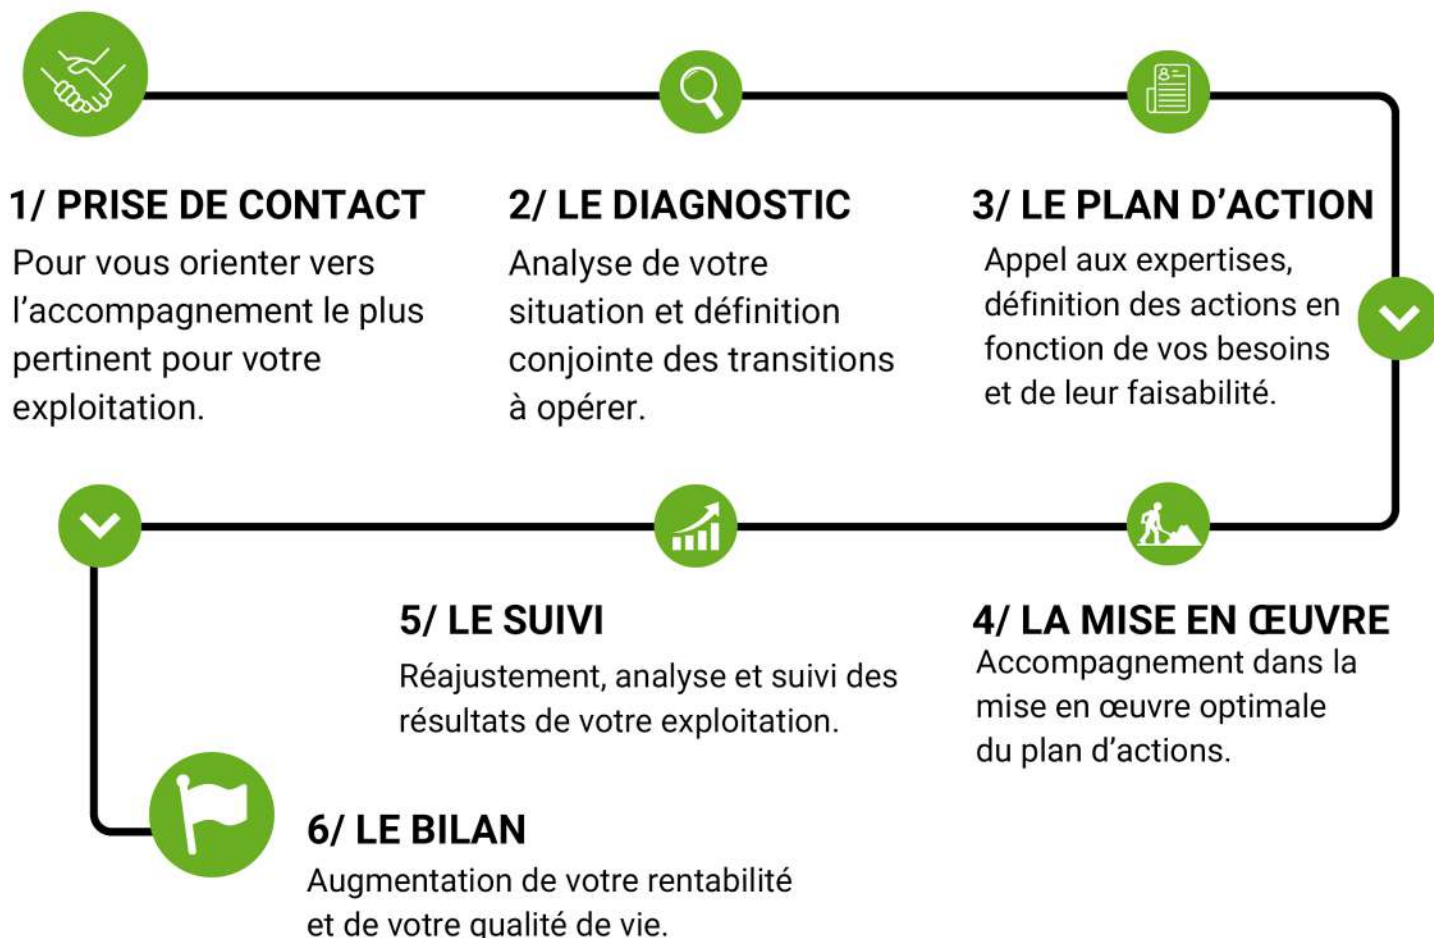 1/ PRISE DE CONTACT
Pour vous orienter vers
l’accompagnement le plus
pertinent pour votre
exploitation.
2/ LE DIAGNOSTIC
Analyse de votre
situation et définition
conjointe des transitions
à opérer.
3/ LE PLAN D’ACTION
Appel aux expertises,
définition des actions en
fonction de vos besoins
et de leur faisabilité.
4/ LA MISE EN ŒUVRE
Accompagnement dans la
mise en œuvre optimale
du plan d’actions.
5/ LE SUIVI
Réajustement, analyse et suivi des
résultats de votre exploitation.
6/ LE BILAN
Augmentation de votre rentabilité
et de votre qualité de vie.